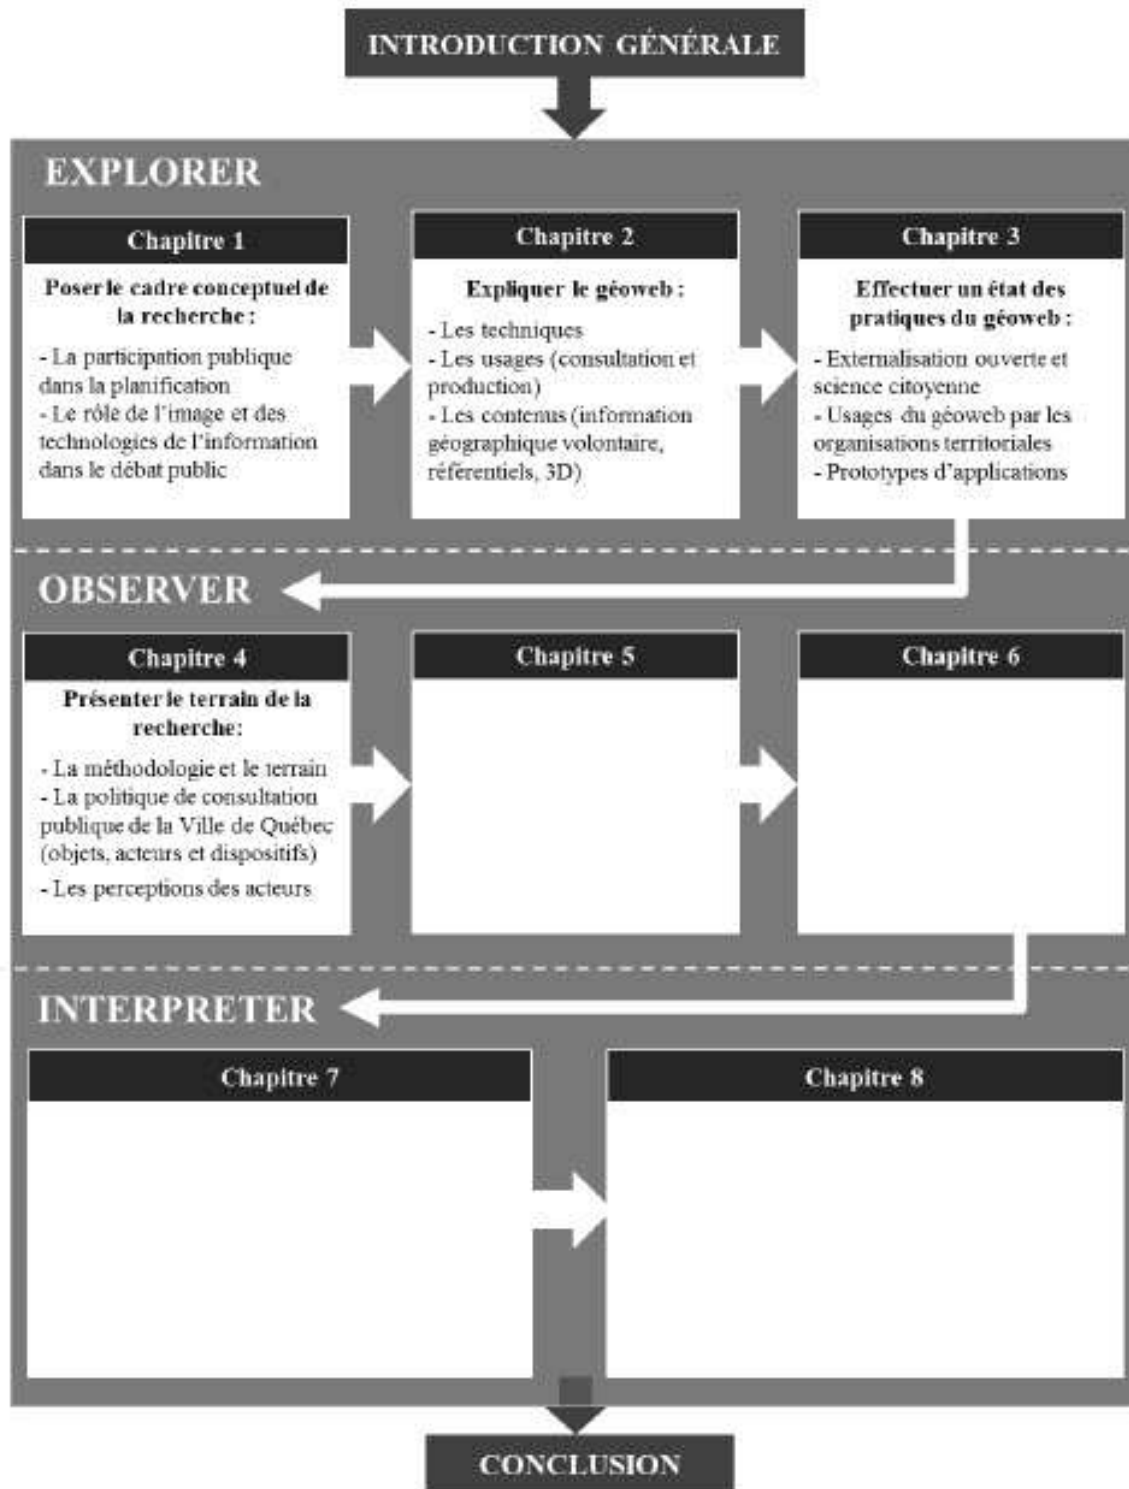 INTRODUCTION GÉNÉRALE
EXPLORER
Chapitre 1
Poser le cadre conceptuel de
la recherche :
- La participation publique
dans la planification
- Le rôle de l'image et des
technologies de l'information
dans le débat public
Chapitre 2
Expliquer le géoweb :
- Les techniques
- Les usages (consultation et
production)
- Les contenus (information
géographique volontaire,
référentiels, 3D)
Chapitre 3
Effectuer un état des
pratiques du géoweb :
- Externalisation ouverte et
science citoyenne
- Usages du géoweb par les
organisations territoriales
- Prototypes d'applications
OBSERVER
Chapitre 4
Présenter le terrain de la
recherche:
- La méthodologie et le terrain
- La politique de consultation
publique de la Ville de Québec
(objets, acteurs et dispositifs)
- Les perceptions des acteurs
Chapitre 5
Chapitre 6
INTERPRETER
Chapitre 7
Chapitre 8
CONCLUSION